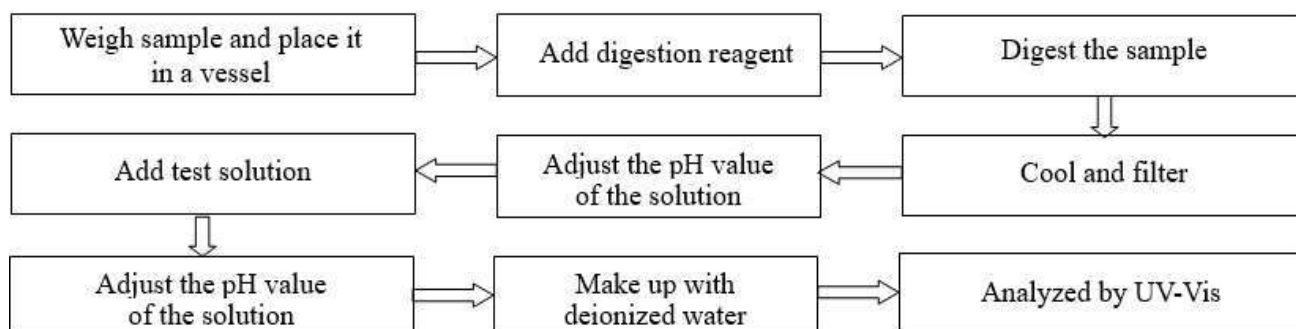 Weigh sample and place it
in a vessel
Add digestion reagent
Digest the sample
Cool and filter
Adjust the pH value
of the solution
Add test solution
Adjust the pH value
of the solution
Make up with
deionized water
Analyzed by UV-Vis